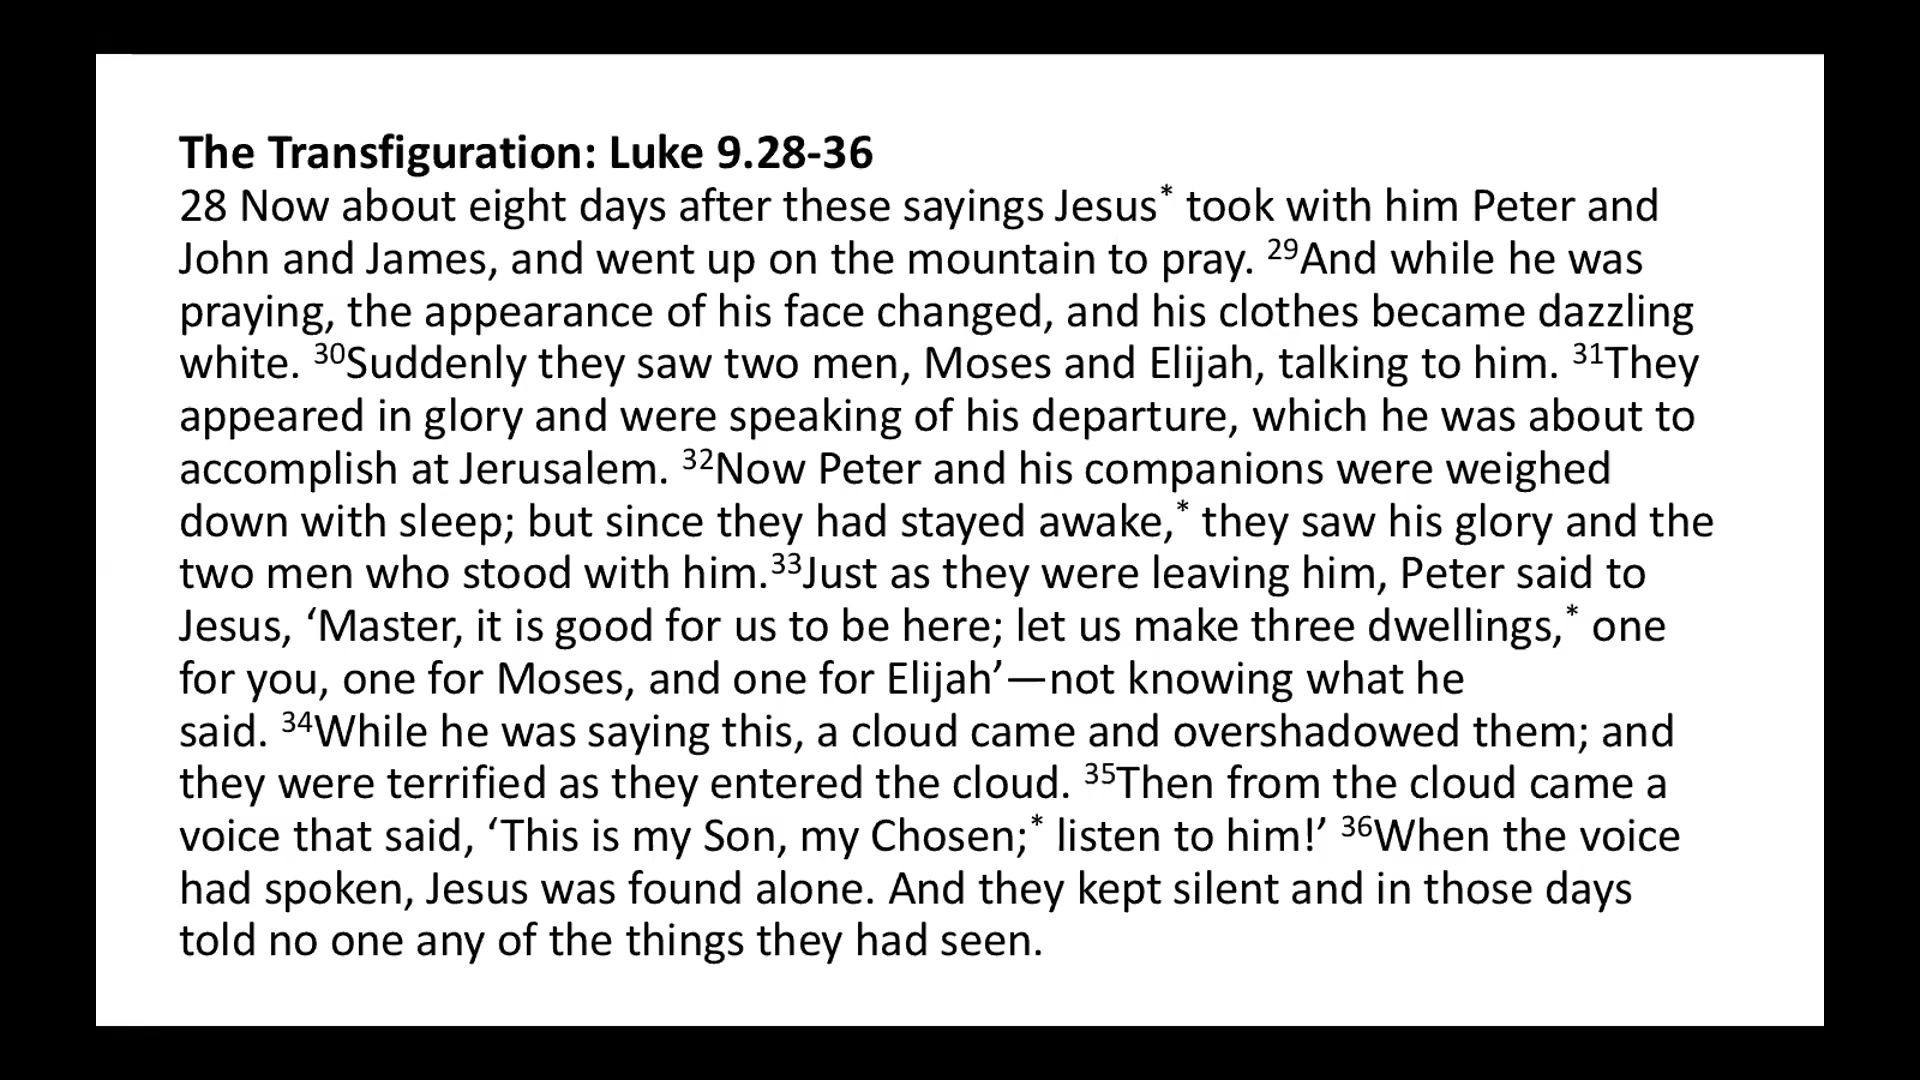 The Transfiguration: Luke 9.28-36
28 Now about eight days after these sayings Jesus* took with him Peter and
John and James, and went up on the mountain to pray. 29And while he was
praying, the appearance of his face changed, and his clothes became dazzling
white. 30Suddenly they saw two men, Moses and Elijah, talking to him. 31They
appeared in glory and were speaking of his departure, which he was about to
accomplish at Jerusalem. 32Now Peter and his companions were weighed
down with sleep; but since they had stayed awake,* they saw his glory and the
two men who stood with him.33Just as they were leaving him, Peter said to
Jesus, ‘Master, it is good for us to be here; let us make three dwellings,* one
for you, one for Moses, and one for Elijah’—not knowing what he
said. 34While he was saying this, a cloud came and overshadowed them; and
they were terrified as they entered the cloud. 35Then from the cloud came a
voice that said, ‘This is my Son, my Chosen;* listen to him!’ 36When the voice
had spoken, Jesus was found alone. And they kept silent and in those days
told no one any of the things they had seen.